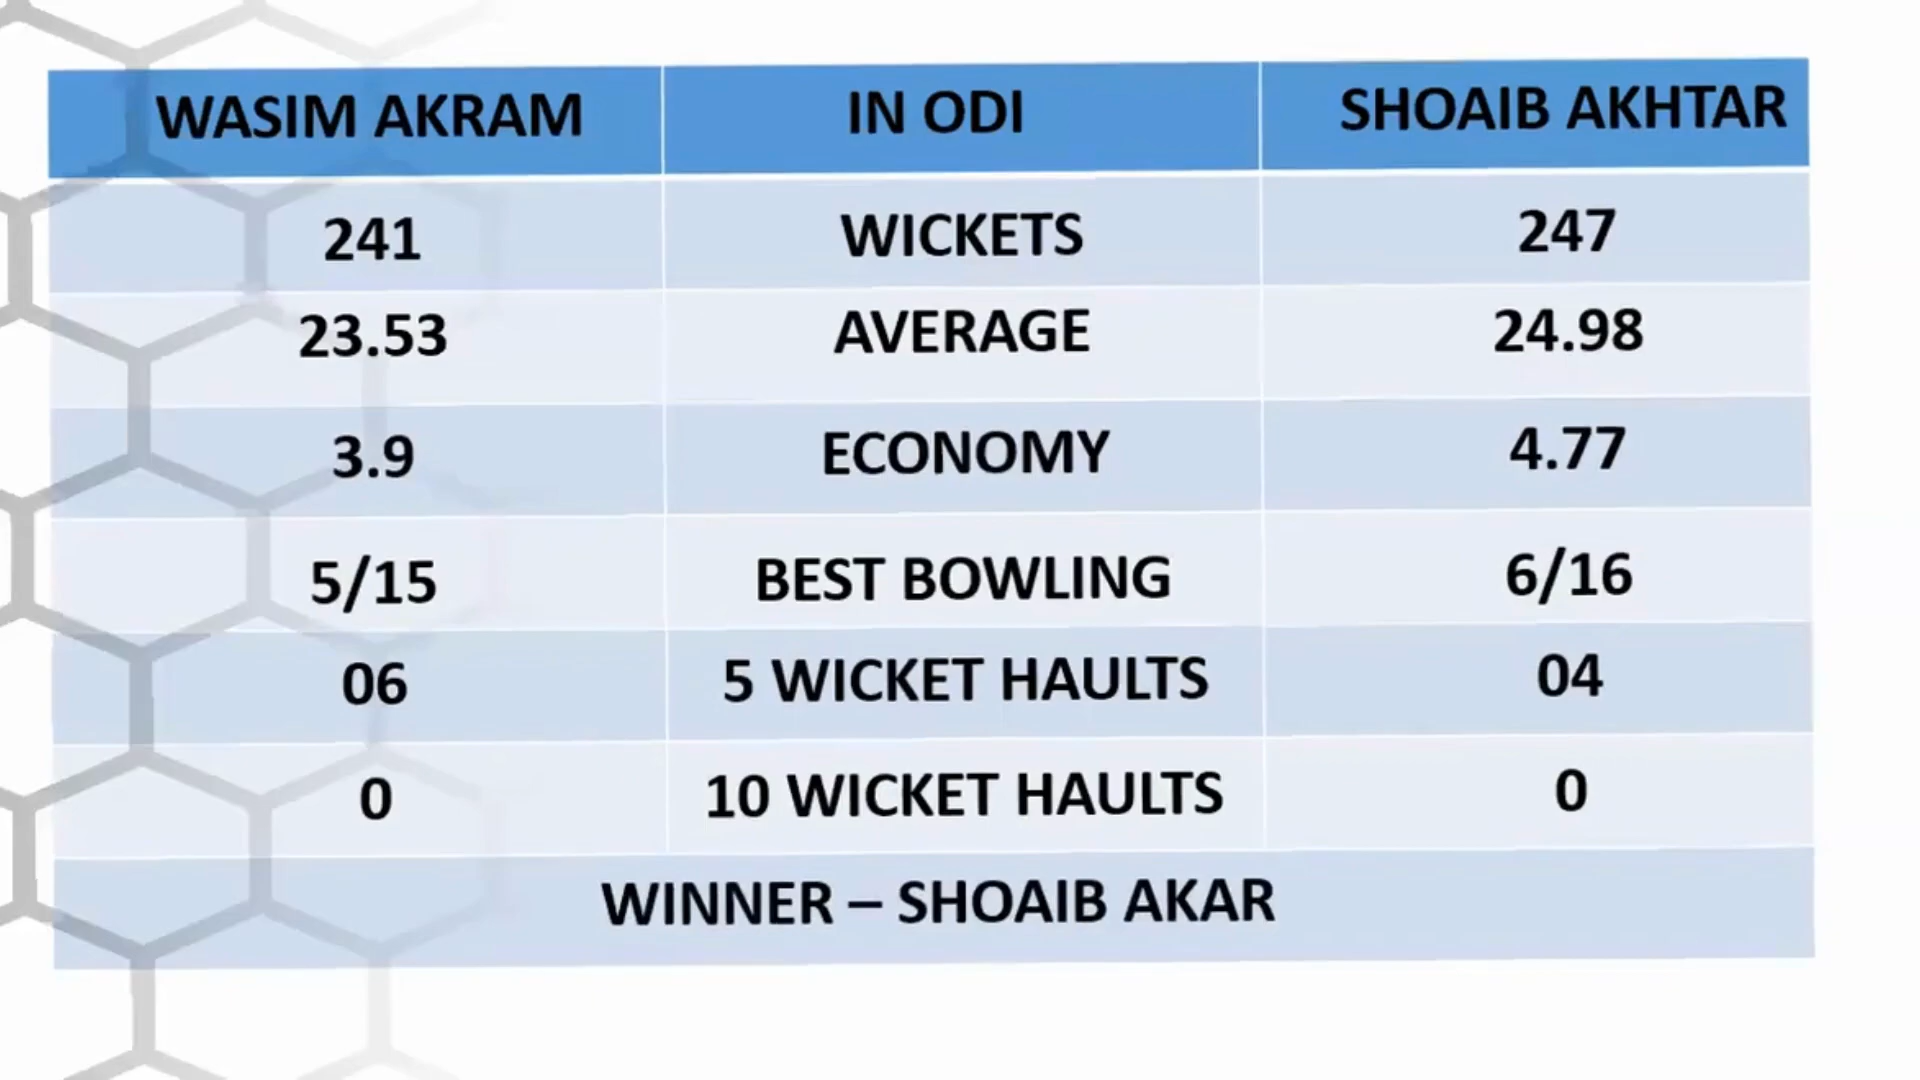 WASIM AKRAM IN ODI SHOAIB AKHTAR
241 WICKETS 247
23.53 AVERAGE 24.98
3.9 ECONOMY 4.77
5/15 BEST BOWLING 6/16
06 5 WICKET HAULTS 04
0 10 WICKET HAULTS 0
WINNER – SHOAIB AKAR